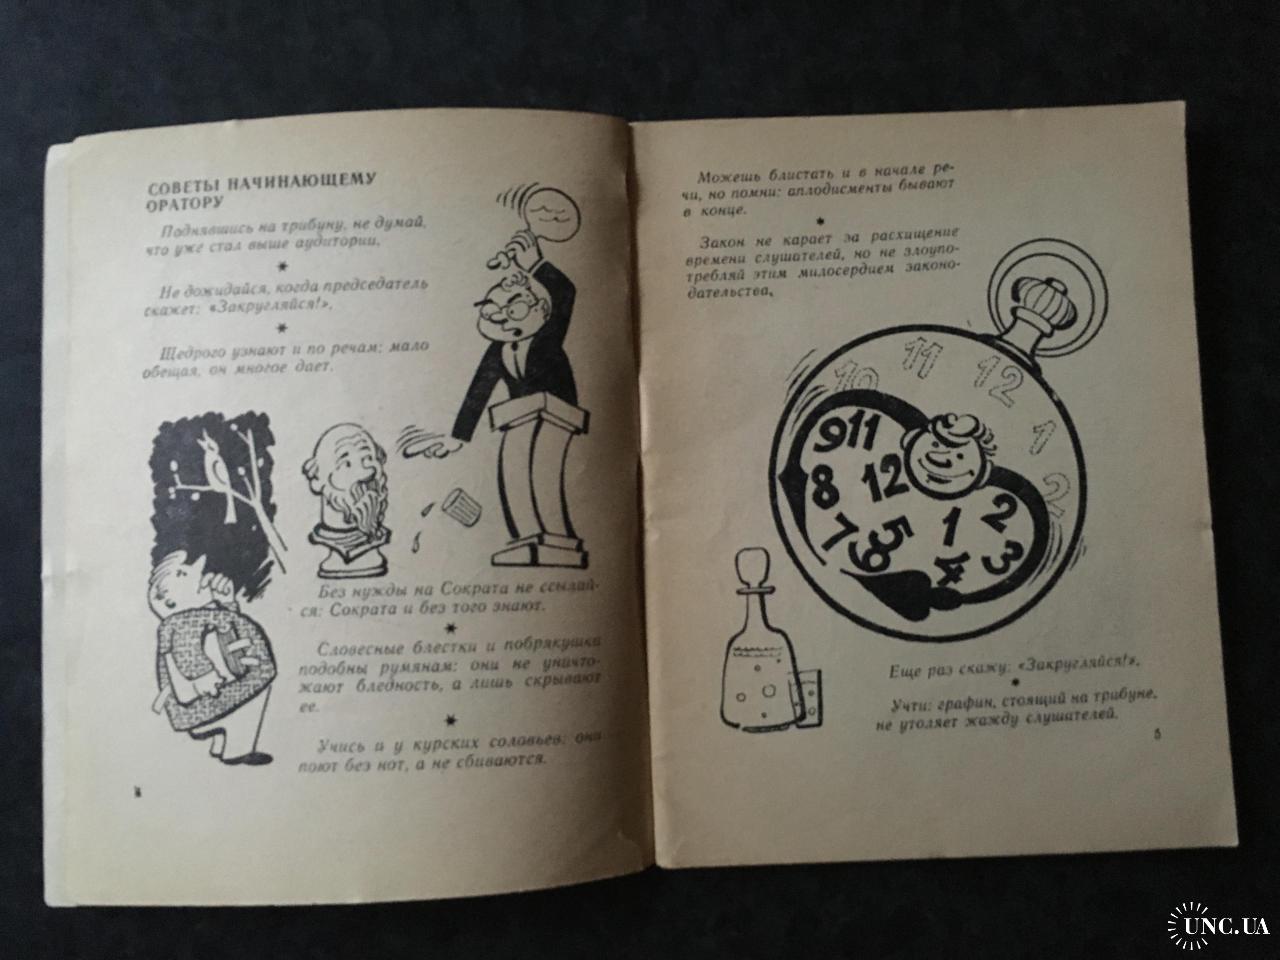 СОВЕТЫ НАЧИНАЮЩЕМУ
ОРАТОРУ
Поднявшись на трибуну, не думай,
что уже стал выше аудитории.
*
Не дожидайся, когда председатель
скажет: «Закругляйся!».
*
Щедрого узнают и по речам: мало
обещая, он многое дает.
Без нужды на Сократа не ссылай-
ся: Сократа и без того знают.
*
Словесные блестки и побрякушки
подобны румянам: они не уничто-
жают бледность, а лишь скрывают
ее.
*
Учись и у курских соловьев: они
поют без нот, а не сбиваются.
Можешь блистать и в начале ре-
чи, но помни: аплодисменты бывают
в конце.
*
Закон не карает за расхищение
времени слушателей, но не злоупо-
требляй этим милосердием законо-
дательства.
10 11 12 1 2
9 11 12 8 7 6 5 1 2 3 4
Еще раз скажу: «Закругляйся!».
*
Учти: графин, стоящий на трибуне,
не утоляет жажду слушателей.
5
UNC.UA